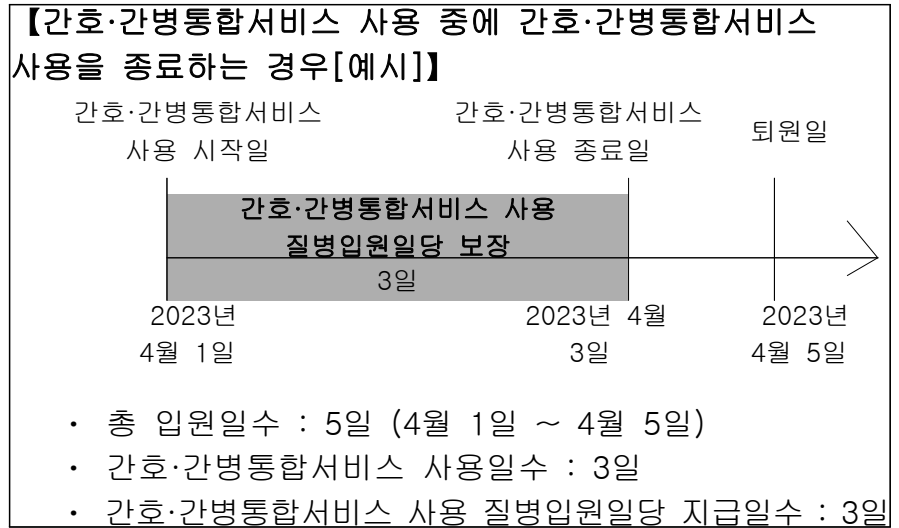 【간호·간병통합서비스 사용 중에 간호·간병통합서비스
사용을 종료하는 경우[예시]】
간호·간병통합서비스
사용 시작일
간호·간병통합서비스
사용 종료일
퇴원일
간호·간병통합서비스 사용
질병입원일당 보장
3일
2023년
4월 1일
2023년 4월
3일
2023년
4월 5일
· 총 입원일수 : 5일 (4월 1일 ~ 4월 5일)
· 간호·간병통합서비스 사용일수 : 3일
· 간호·간병통합서비스 사용 질병입원일당 지급일수 : 3일